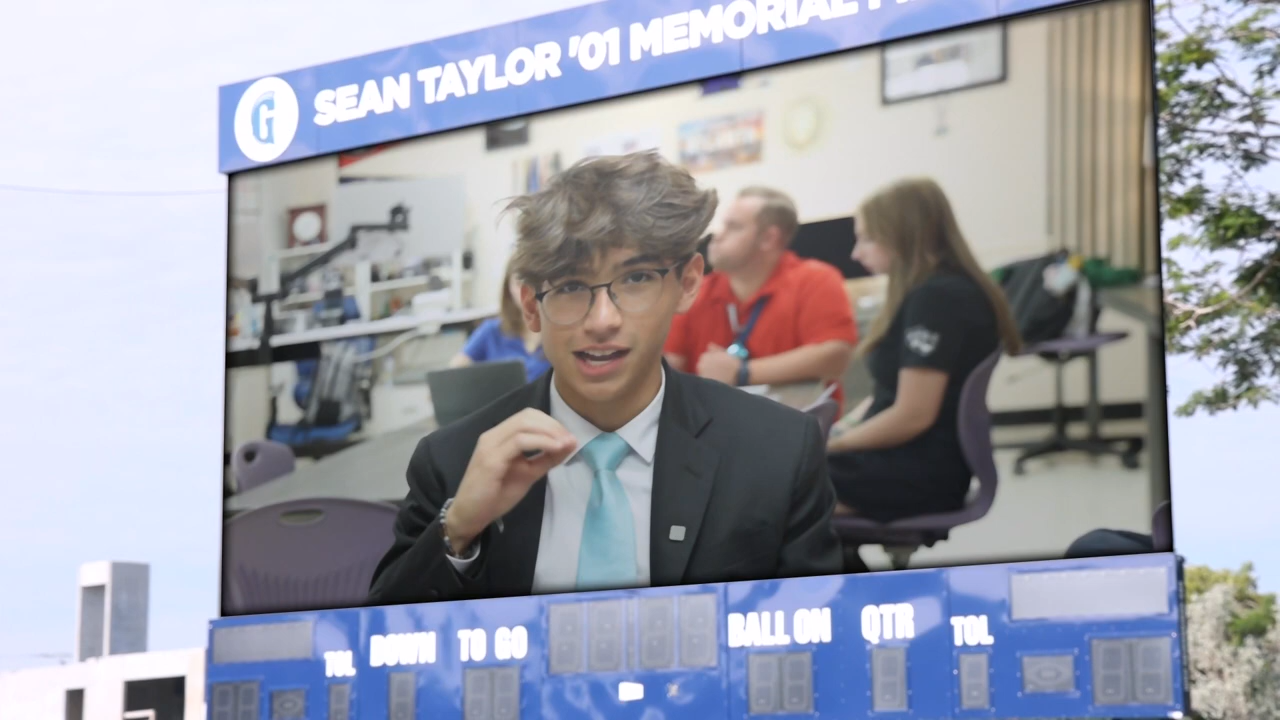 G
SEAN TAYLOR '01 MEMORIAL
TOL
DOWN
TO GO
BALL ON
QTR
TOL